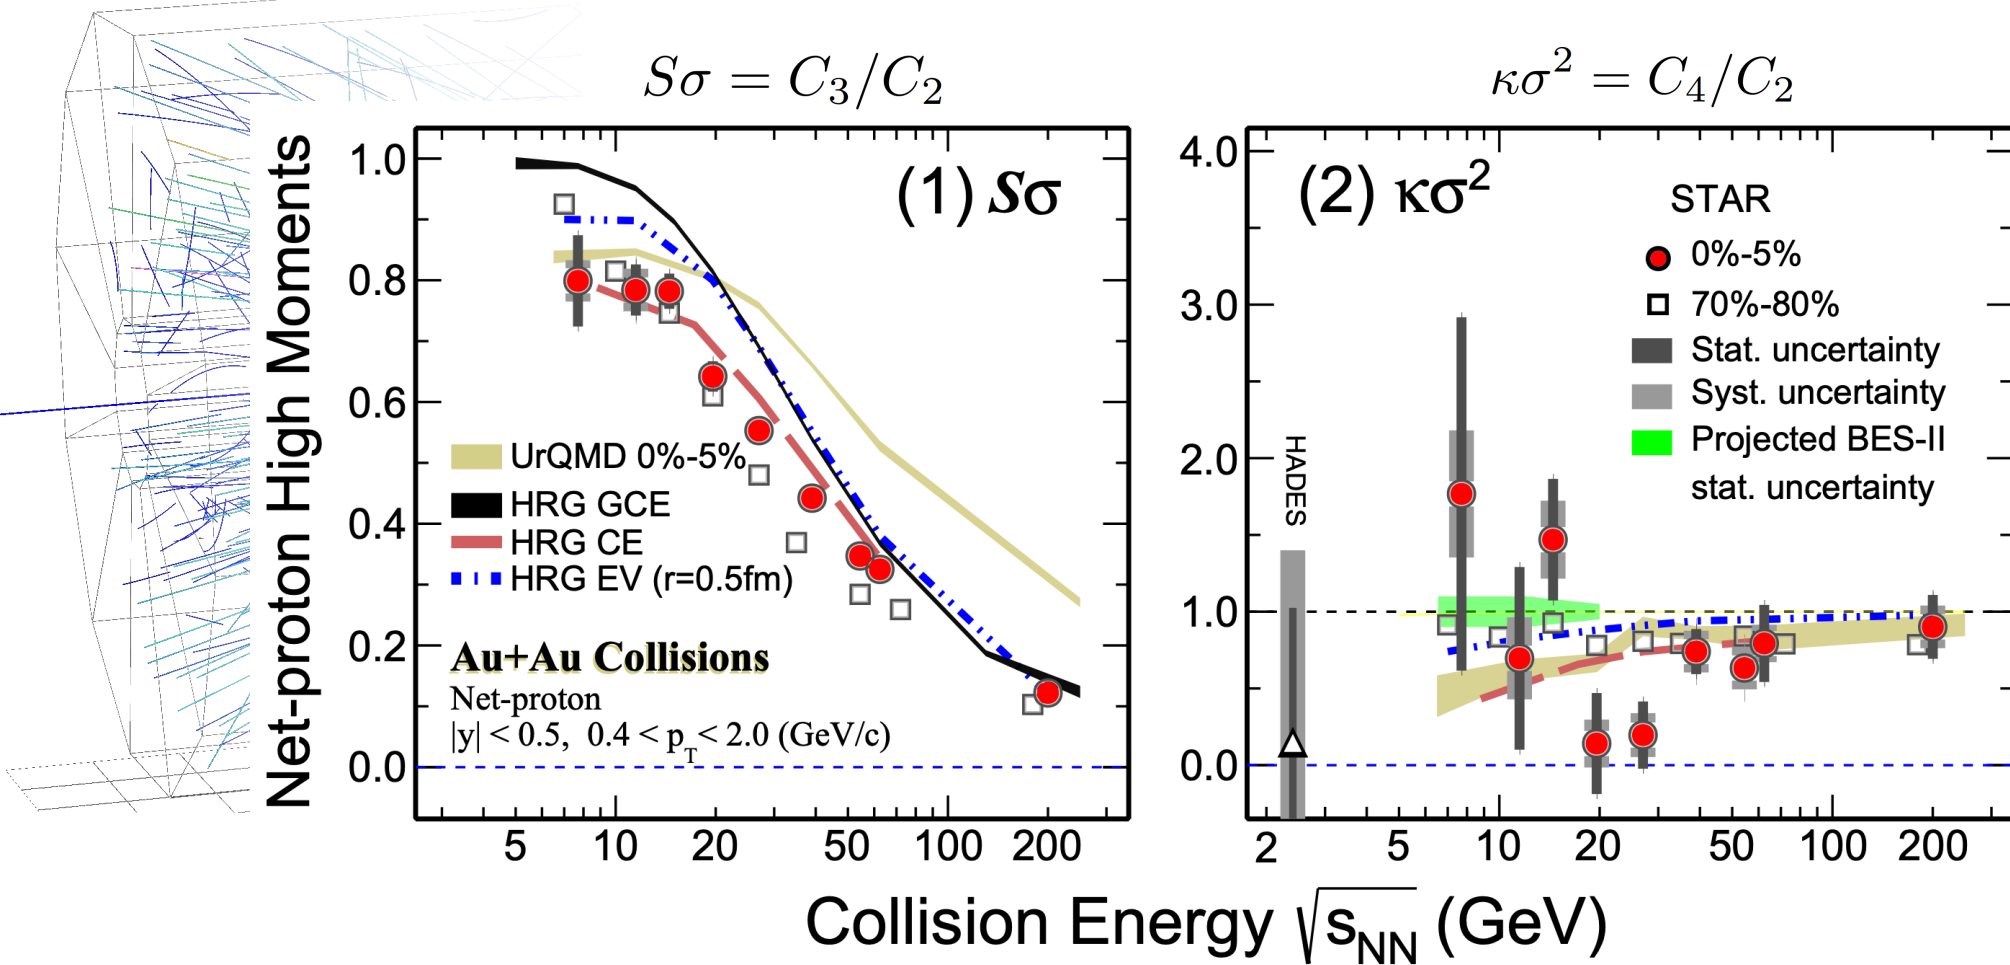 Sσ = C₃/C₂
κσ² = C₄/C₂
Net-proton High Moments
1.0
0.8
0.6
0.4
0.2
0.0
(1) Sσ
UrQMD 0%-5%
HRG GCE
HRG CE
HRG EV (r=0.5fm)
Au+Au Collisions
Net-proton
|y| < 0.5, 0.4 < p_T < 2.0 (GeV/c)
5 10 20 50 100 200
4.0
3.0
2.0
1.0
0.0
(2) κσ²
STAR
0%-5%
70%-80%
Stat. uncertainty
Syst. uncertainty
Projected BES-II
stat. uncertainty
HADES
2 5 10 20 50 100 200
Collision Energy √s_NN (GeV)